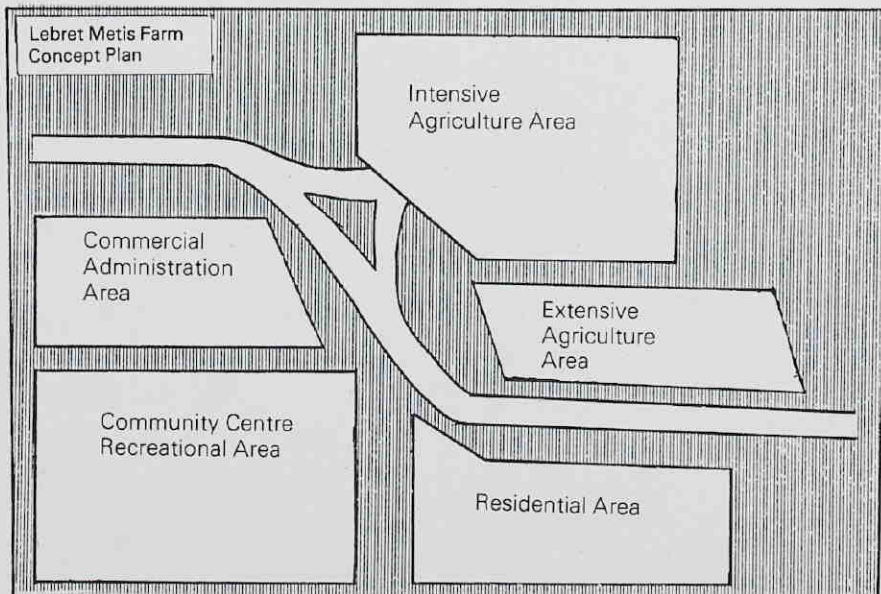 Lebret Metis Farm
Concept Plan
Intensive
Agriculture Area
Commercial
Administration
Area
Extensive
Agriculture
Area
Community Centre
Recreational Area
Residential Area